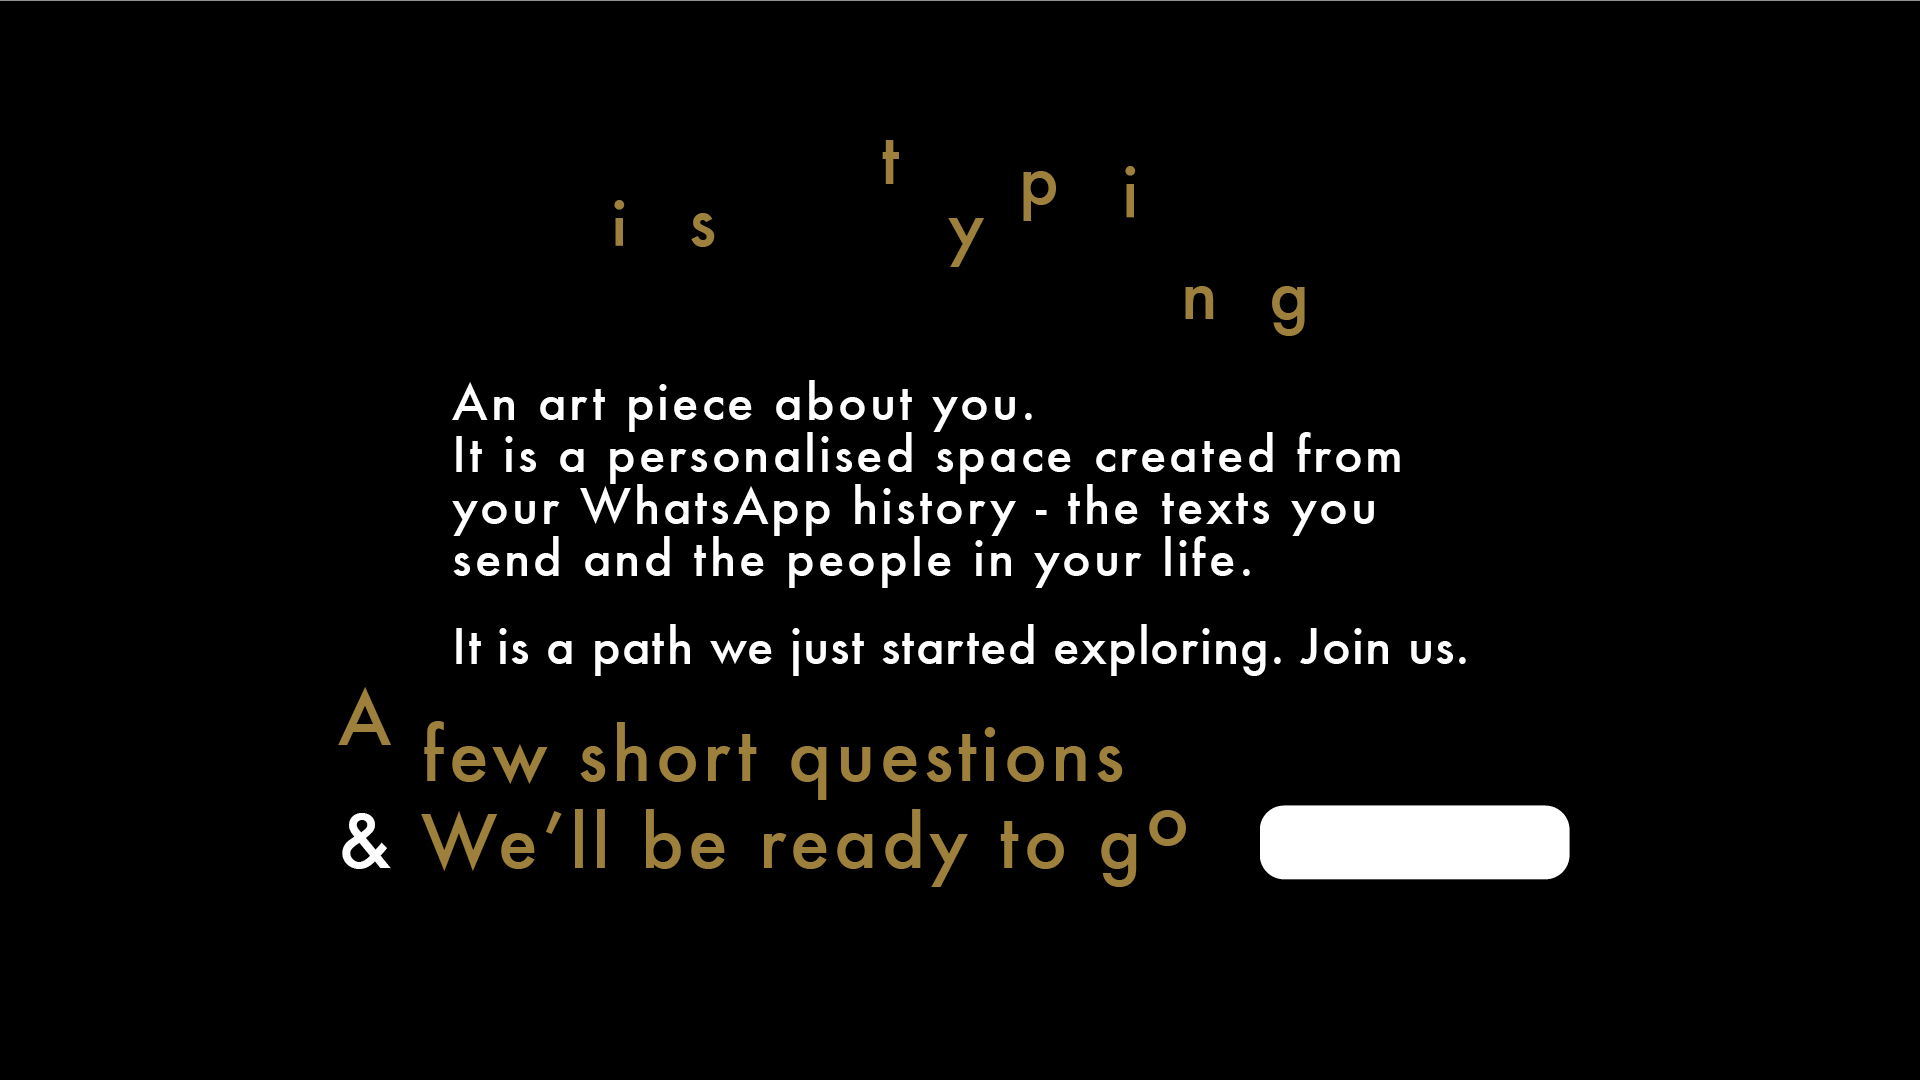 is typing
An art piece about you.
It is a personalised space created from
your WhatsApp history - the texts you
send and the people in your life.
It is a path we just started exploring. Join us.
A few short questions
& We’ll be ready to go